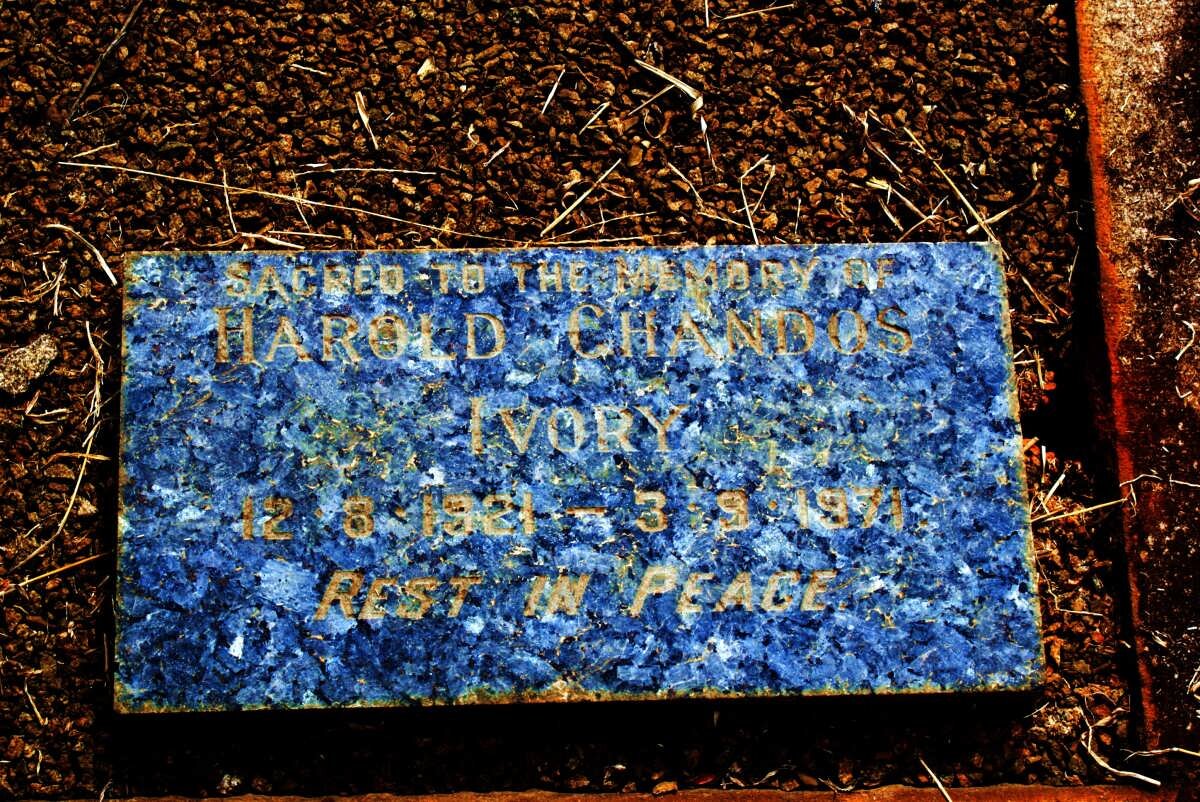 SACRED TO THE MEMORY OF
HAROLD CHANDOS
IVORY
12·8·1921 – 3·9·1971
REST IN PEACE